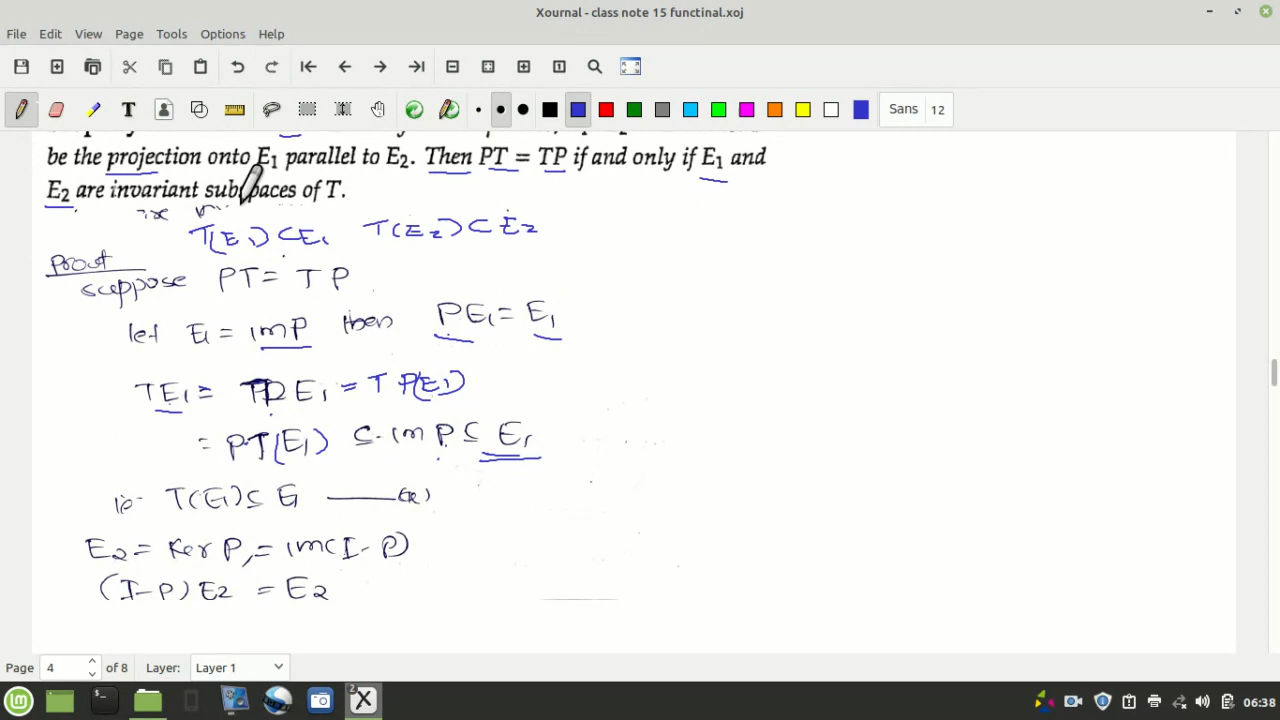 Xournal - class note 15 functinal.xoj
File Edit View Page Tools Options Help
Sans 12
be the projection onto E₁ parallel to E₂. Then PT = TP if and only if E₁ and
E₂ are invariant subspaces of T.
T(E₁)⊂E₁ T(E₂)⊂E₂
Proof
suppose PT = TP
let E₁ = imP then PE₁ = E₁
TE₁ = TPE₁ = TP(E₁)
= P·T(E₁) ⊆ im P ⊆ E₁
ie T(E₁) ⊆ E₁
E₂ = Ker P, = im(I-P)
(I-P)E₂ = E₂
Page 4 of 8 Layer: Layer 1
2
06:38